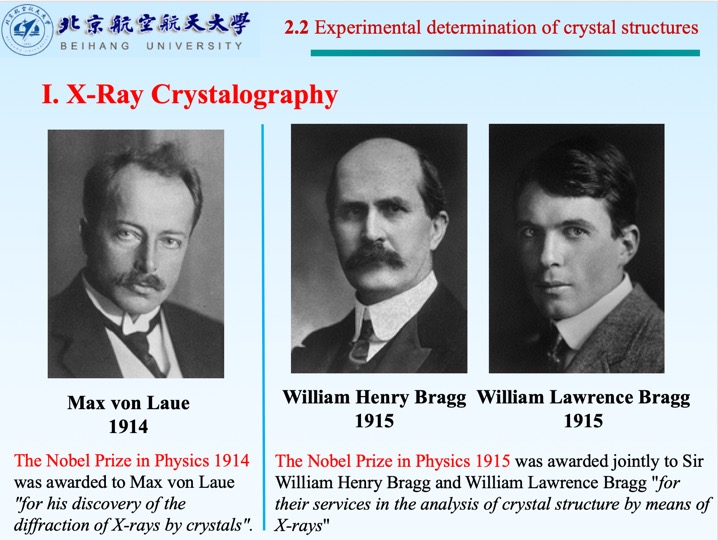 北京航空航天大學
BEIHANG UNIVERSITY
2.2 Experimental determination of crystal structures
I. X-Ray Crystalography
Max von Laue
1914
William Henry Bragg
1915
William Lawrence Bragg
1915
The Nobel Prize in Physics 1914
was awarded to Max von Laue
"for his discovery of the
diffraction of X-rays by crystals".
The Nobel Prize in Physics 1915 was awarded jointly to Sir
William Henry Bragg and William Lawrence Bragg "for
their services in the analysis of crystal structure by means of
X-rays"